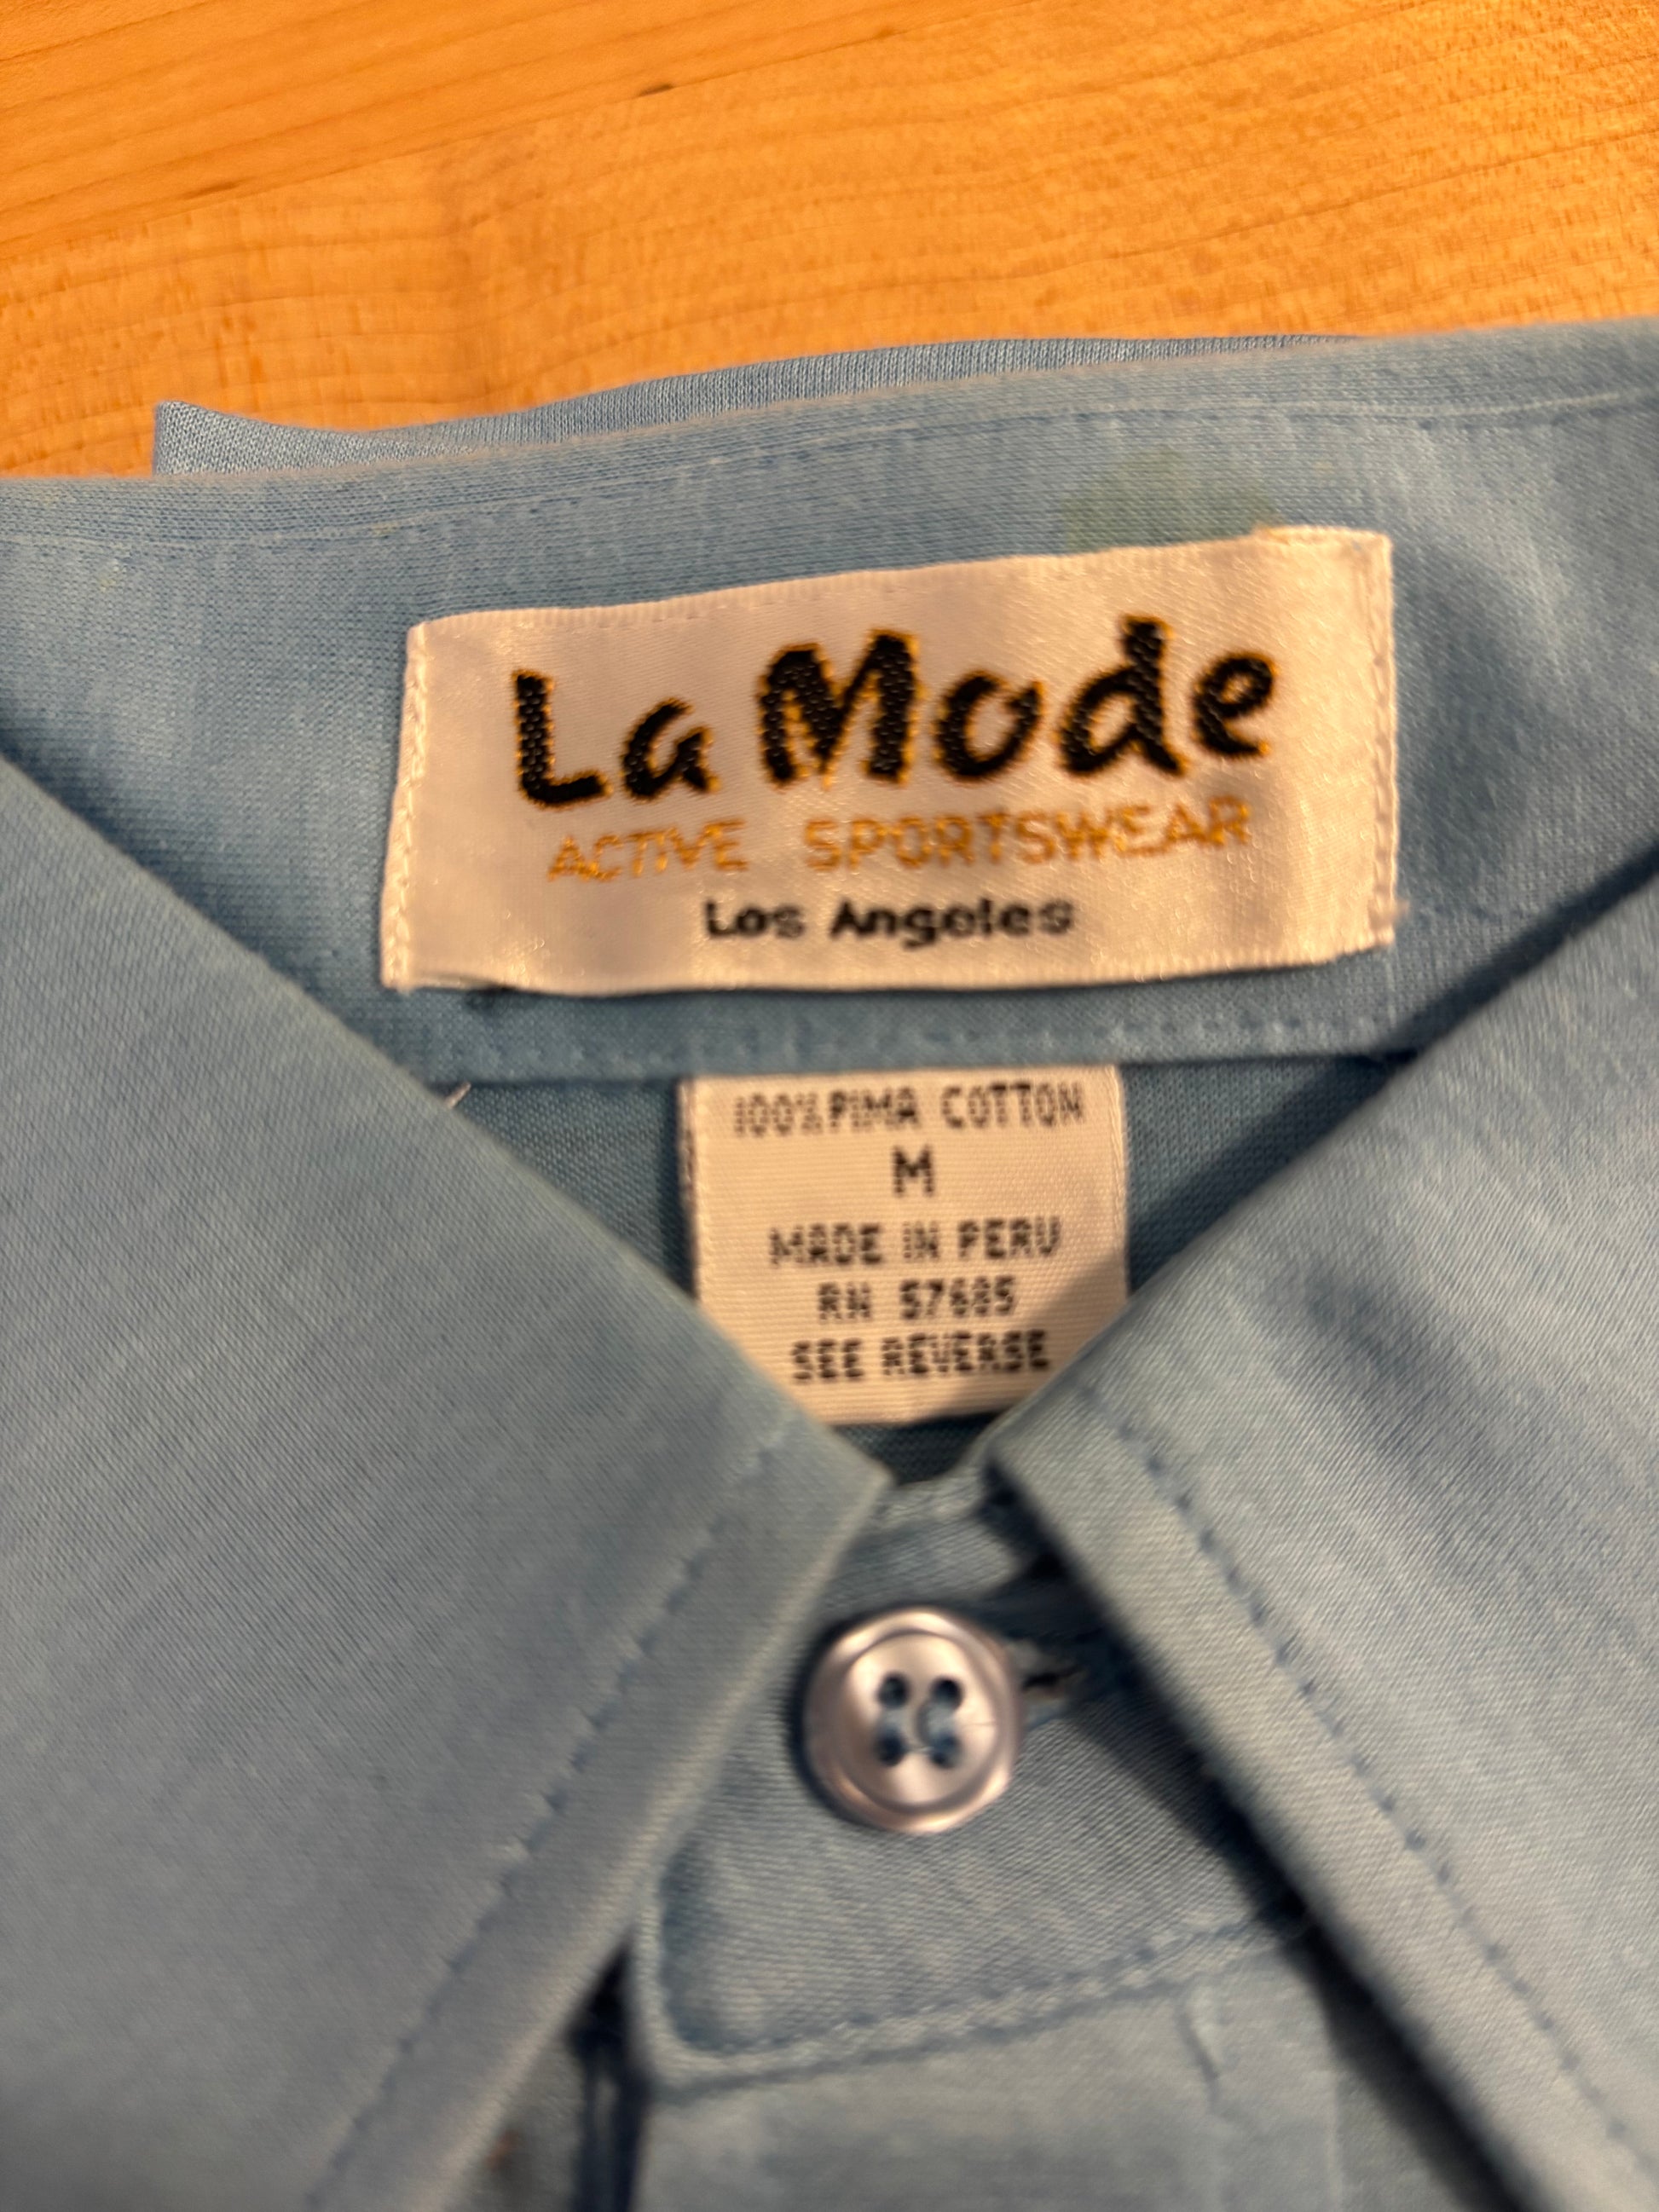 La Mode
ACTIVE SPORTSWEAR
Los Angeles
100% PIMA COTTON
M
MADE IN PERU
RN 57685
SEE REVERSE